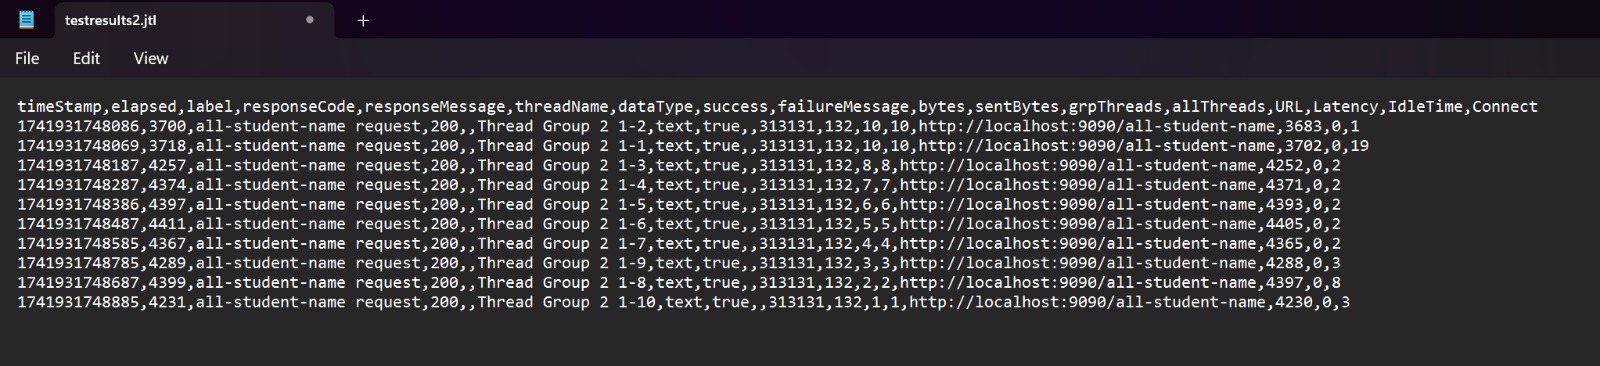 testresults2.jtl
File Edit View
timeStamp,elapsed,label,responseCode,responseMessage,threadName,dataType,success,failureMessage,bytes,sentBytes,grpThreads,allThreads,URL,Latency,IdleTime,Connect
1741931748086,3700,all-student-name request,200,,Thread Group 2 1-2,text,true,,313131,132,10,10,http://localhost:9090/all-student-name,3683,0,1
1741931748069,3718,all-student-name request,200,,Thread Group 2 1-1,text,true,,313131,132,10,10,http://localhost:9090/all-student-name,3702,0,19
1741931748187,4257,all-student-name request,200,,Thread Group 2 1-3,text,true,,313131,132,8,8,http://localhost:9090/all-student-name,4252,0,2
1741931748287,4374,all-student-name request,200,,Thread Group 2 1-4,text,true,,313131,132,7,7,http://localhost:9090/all-student-name,4371,0,2
1741931748386,4397,all-student-name request,200,,Thread Group 2 1-5,text,true,,313131,132,6,6,http://localhost:9090/all-student-name,4393,0,2
1741931748487,4411,all-student-name request,200,,Thread Group 2 1-6,text,true,,313131,132,5,5,http://localhost:9090/all-student-name,4405,0,2
1741931748585,4367,all-student-name request,200,,Thread Group 2 1-7,text,true,,313131,132,4,4,http://localhost:9090/all-student-name,4365,0,2
1741931748785,4289,all-student-name request,200,,Thread Group 2 1-9,text,true,,313131,132,3,3,http://localhost:9090/all-student-name,4288,0,3
1741931748687,4399,all-student-name request,200,,Thread Group 2 1-8,text,true,,313131,132,2,2,http://localhost:9090/all-student-name,4397,0,8
1741931748885,4231,all-student-name request,200,,Thread Group 2 1-10,text,true,,313131,132,1,1,http://localhost:9090/all-student-name,4230,0,3